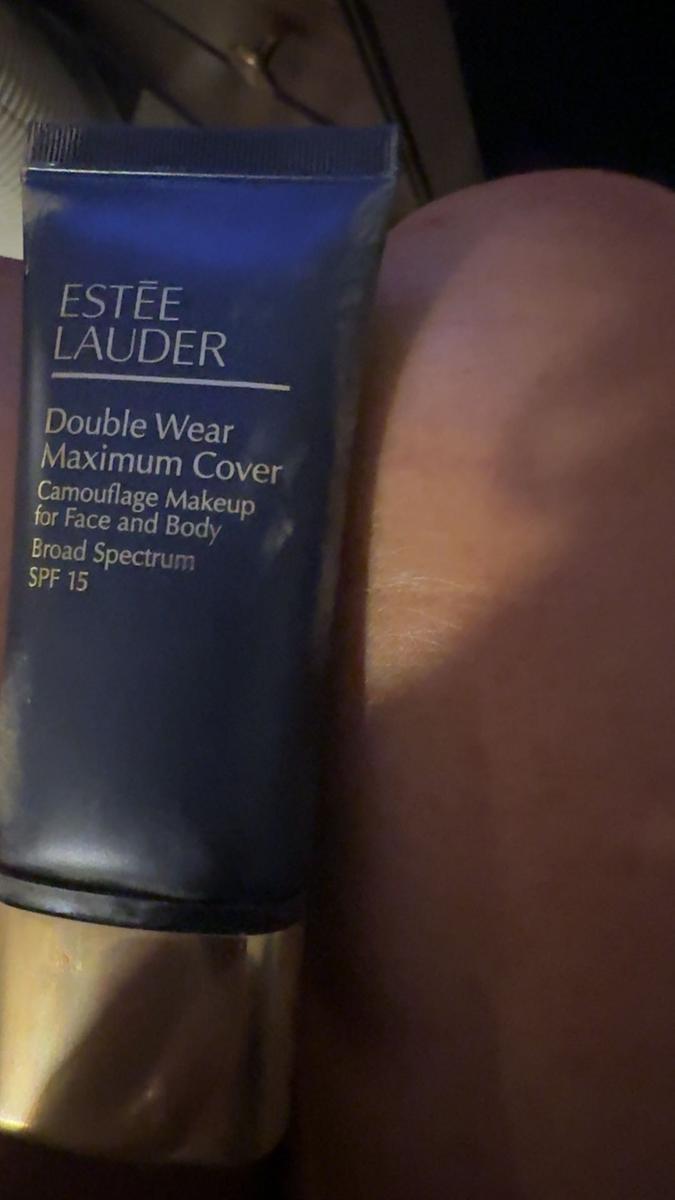 ESTĒE
LAUDER
Double Wear
Maximum Cover
Camouflage Makeup
for Face and Body
Broad Spectrum
SPF 15